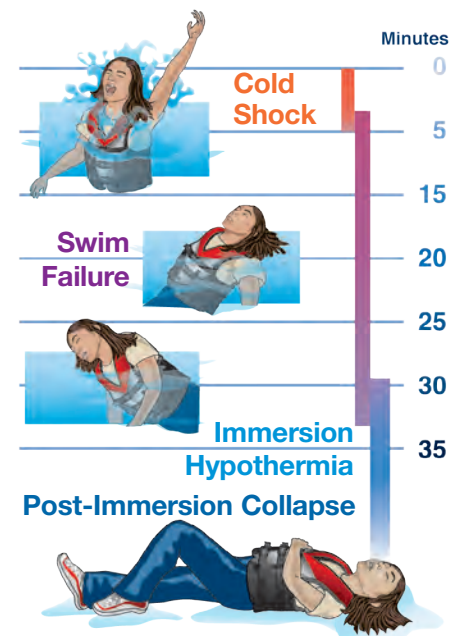 Minutes
0
Cold
Shock
5
15
Swim
Failure
20
25
30
Immersion
Hypothermia
35
Post-Immersion Collapse